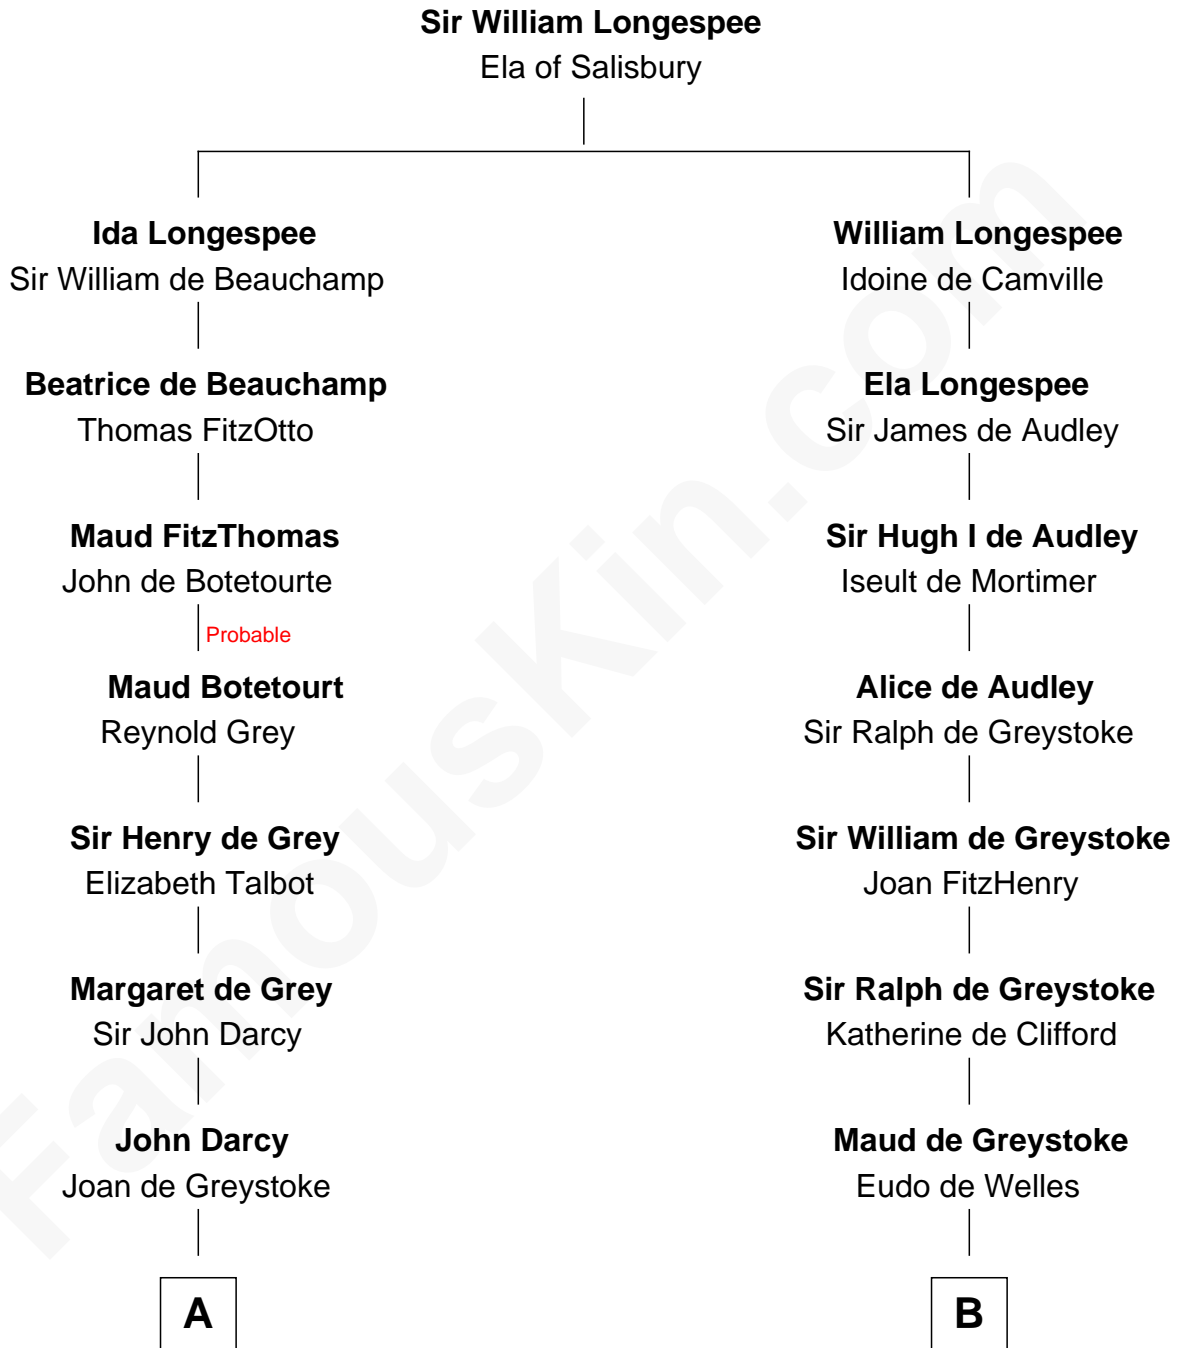 Sir William Longespee
Ela of Salisbury
Ida Longespee
Sir William de Beauchamp
William Longespee
Idoine de Camville
Beatrice de Beauchamp
Thomas FitzOtto
Ela Longespee
Sir James de Audley
Maud FitzThomas
John de Botetourte
Sir Hugh I de Audley
Iseult de Mortimer
Probable
Maud Botetourt
Reynold Grey
Alice de Audley
Sir Ralph de Greystoke
Sir Henry de Grey
Elizabeth Talbot
Sir William de Greystoke
Joan FitzHenry
Margaret de Grey
Sir John Darcy
Sir Ralph de Greystoke
Katherine de Clifford
John Darcy
Joan de Greystoke
Maud de Greystoke
Eudo de Welles
A
B
FamousKin.com